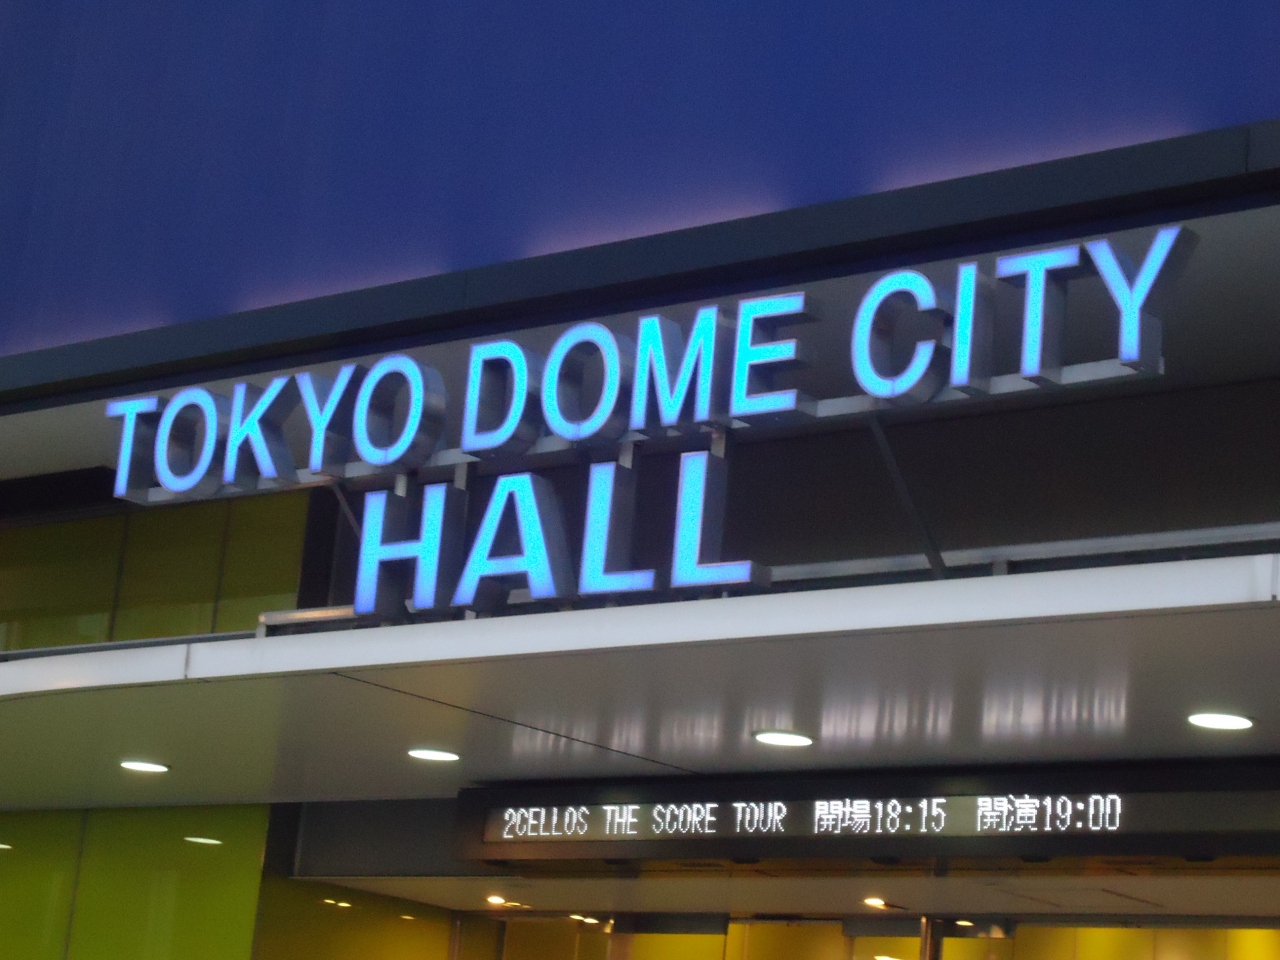 TOKYO DOME CITY
HALL
2CELLOS THE SCORE TOUR 開場18:15 開演19:00